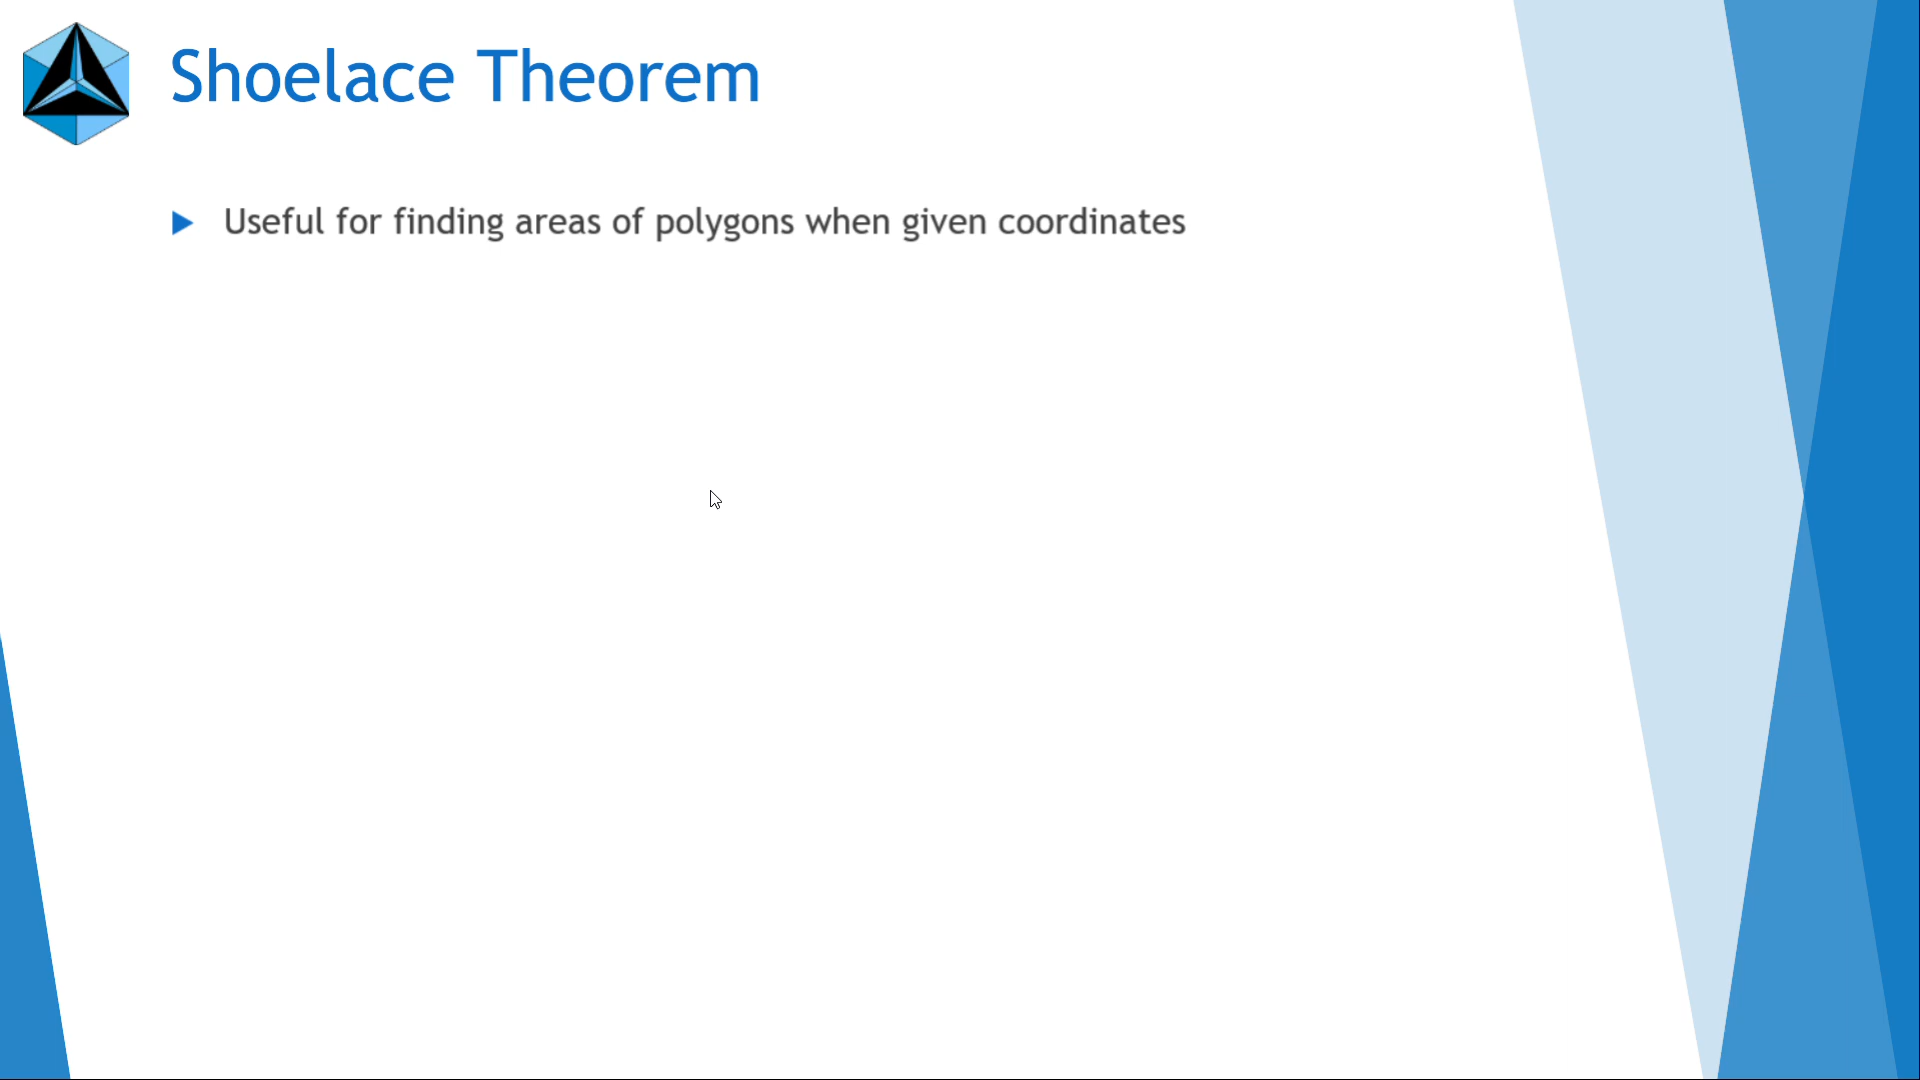 Shoelace Theorem
Useful for finding areas of polygons when given coordinates